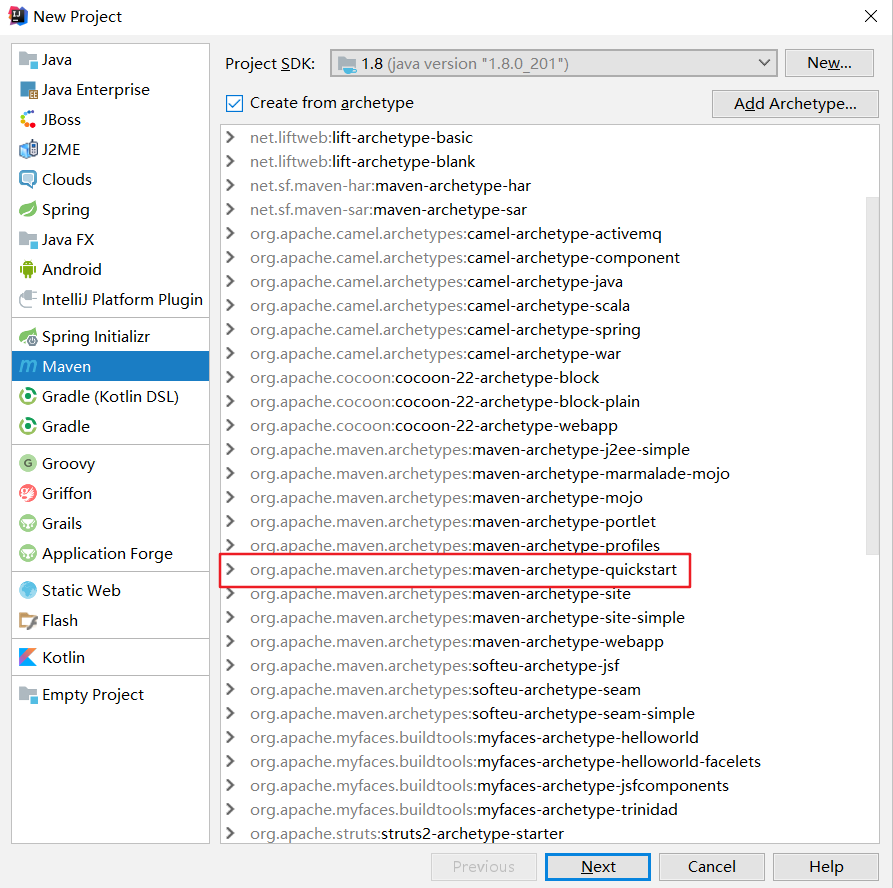 New Project
Java
Java Enterprise
JBoss
J2ME
Clouds
Spring
Java FX
Android
IntelliJ Platform Plugin
Spring Initializr
Maven
Gradle (Kotlin DSL)
Gradle
Groovy
Griffon
Grails
Application Forge
Static Web
Flash
Kotlin
Empty Project
Project SDK: 1.8 (java version "1.8.0_201") New...
Create from archetype Add Archetype...
net.liftweb:lift-archetype-basic
net.liftweb:lift-archetype-blank
net.sf.maven-har:maven-archetype-har
net.sf.maven-sar:maven-archetype-sar
org.apache.camel.archetypes:camel-archetype-activemq
org.apache.camel.archetypes:camel-archetype-component
org.apache.camel.archetypes:camel-archetype-java
org.apache.camel.archetypes:camel-archetype-scala
org.apache.camel.archetypes:camel-archetype-spring
org.apache.camel.archetypes:camel-archetype-war
org.apache.cocoon:cocoon-22-archetype-block
org.apache.cocoon:cocoon-22-archetype-block-plain
org.apache.cocoon:cocoon-22-archetype-webapp
org.apache.maven.archetypes:maven-archetype-j2ee-simple
org.apache.maven.archetypes:maven-archetype-marmalade-mojo
org.apache.maven.archetypes:maven-archetype-mojo
org.apache.maven.archetypes:maven-archetype-portlet
org.apache.maven.archetypes:maven-archetype-profiles
org.apache.maven.archetypes:maven-archetype-quickstart
org.apache.maven.archetypes:maven-archetype-site
org.apache.maven.archetypes:maven-archetype-site-simple
org.apache.maven.archetypes:maven-archetype-webapp
org.apache.maven.archetypes:softeu-archetype-jsf
org.apache.maven.archetypes:softeu-archetype-seam
org.apache.maven.archetypes:softeu-archetype-seam-simple
org.apache.myfaces.buildtools:myfaces-archetype-helloworld
org.apache.myfaces.buildtools:myfaces-archetype-helloworld-facelets
org.apache.myfaces.buildtools:myfaces-archetype-jsfcomponents
org.apache.myfaces.buildtools:myfaces-archetype-trinidad
org.apache.struts:struts2-archetype-starter
Previous Next Cancel Help